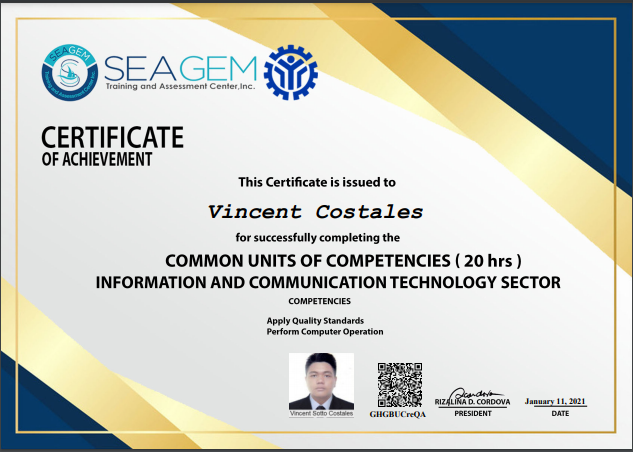 SEAGEM
SEAGEM
Training and Assessment Center, Inc.
CERTIFICATE
OF ACHIEVEMENT
This Certificate is issued to
Vincent Costales
for successfully completing the
COMMON UNITS OF COMPETENCIES ( 20 hrs )
INFORMATION AND COMMUNICATION TECHNOLOGY SECTOR
COMPETENCIES
Apply Quality Standards
Perform Computer Operation
Vincent Sotto Costales
GHGBUCreQA
RIZALINA D. CORDOVA
PRESIDENT
January 11, 2021
DATE